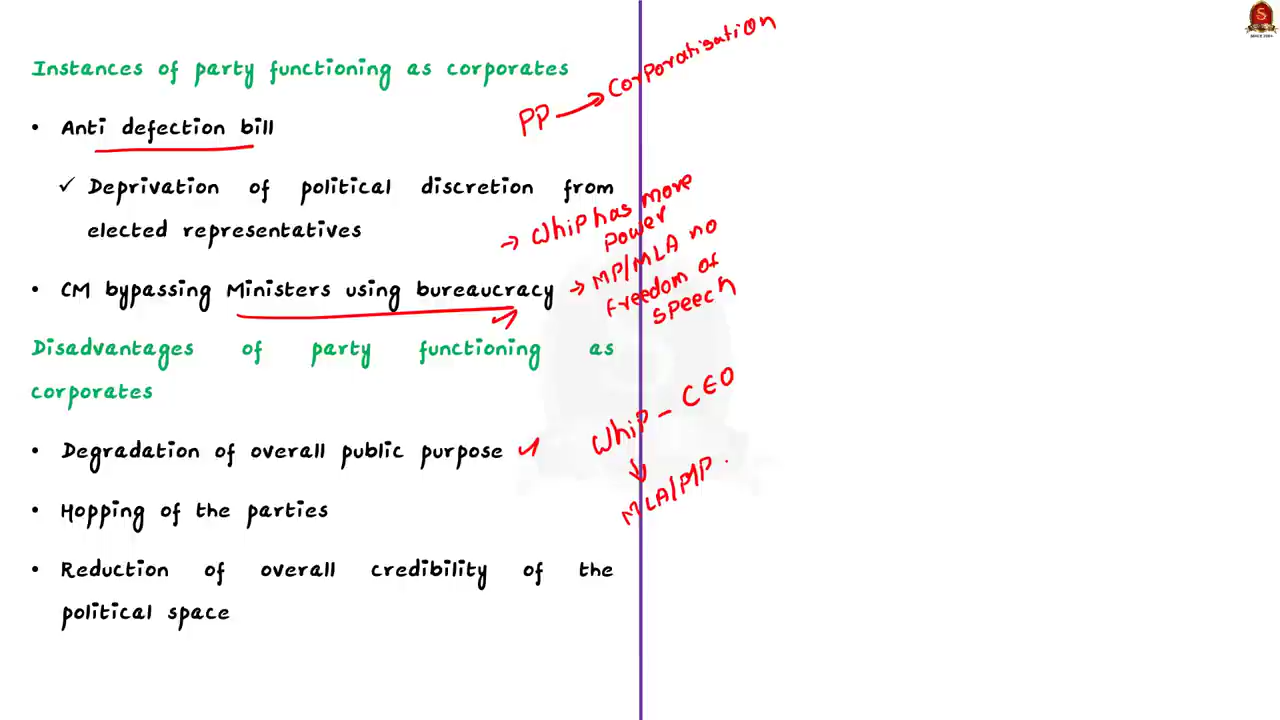 Instances of party functioning as corporates
• Anti defection bill
✓ Deprivation of political discretion from
elected representatives
• CM bypassing Ministers using bureaucracy
Disadvantages of party functioning as
corporates
• Degradation of overall public purpose
• Hopping of the parties
• Reduction of overall credibility of the
political space
PP → Corporatisation
→ Whip has more
power
→ MP/MLA no
freedom of
speech
Whip - CEO
↓
MLA/MP.
S
SINCE 2004